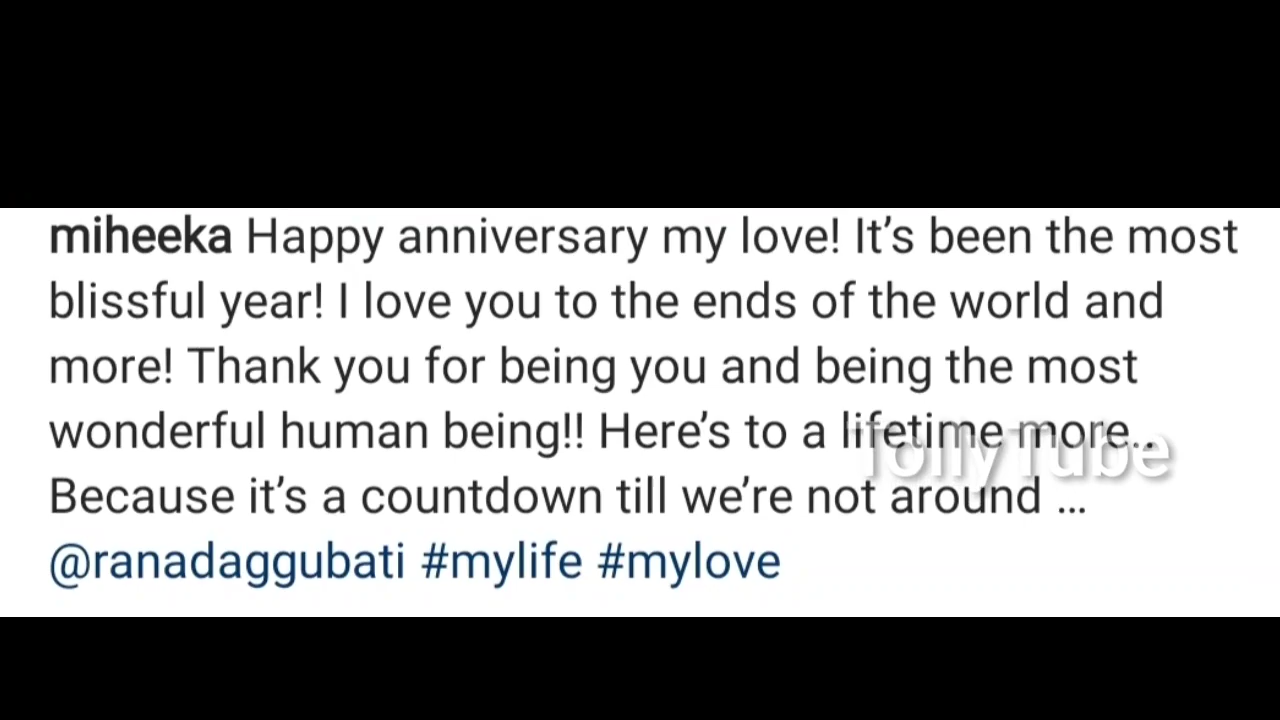 miheeka Happy anniversary my love! It’s been the most
blissful year! I love you to the ends of the world and
more! Thank you for being you and being the most
wonderful human being!! Here’s to a lifetime more..
TollyTube
Because it’s a countdown till we’re not around ...
@ranadaggubati #mylife #mylove